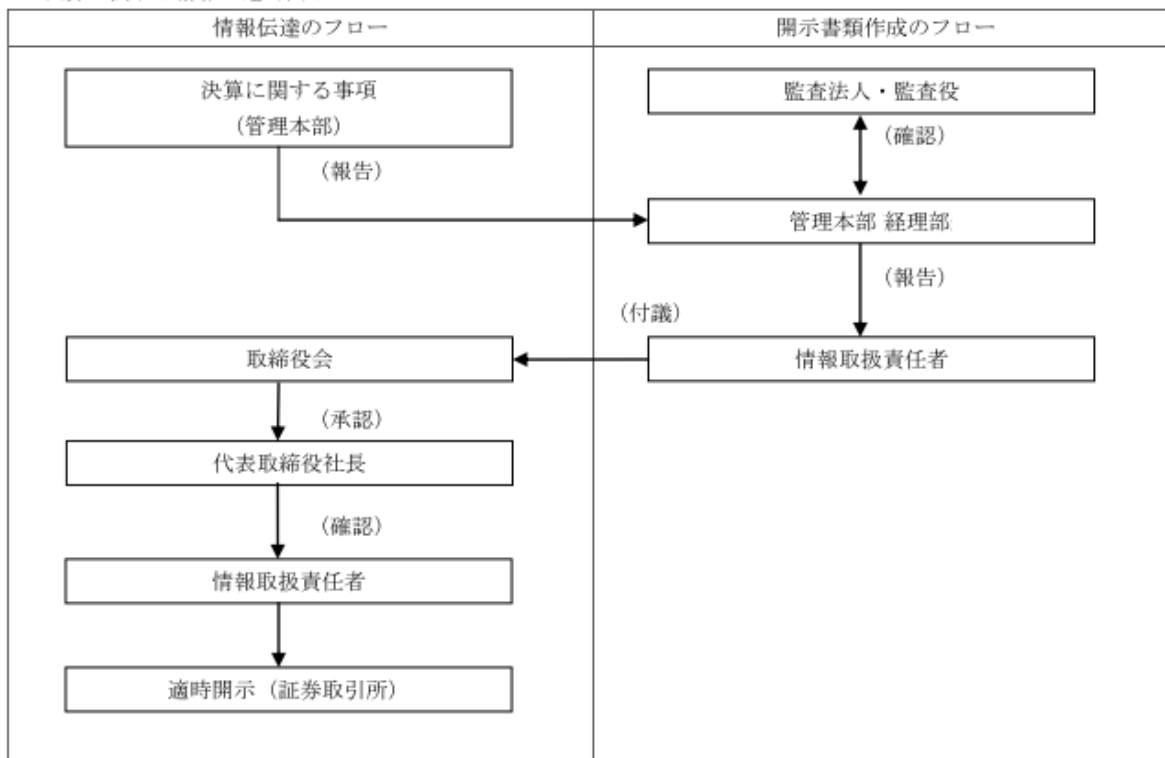 情報伝達のフロー
開示書類作成のフロー
決算に関する事項
（管理本部）
監査法人・監査役
（確認）
（報告）
管理本部 経理部
（報告）
（付議）
取締役会
情報取扱責任者
（承認）
代表取締役社長
（確認）
情報取扱責任者
適時開示（証券取引所）